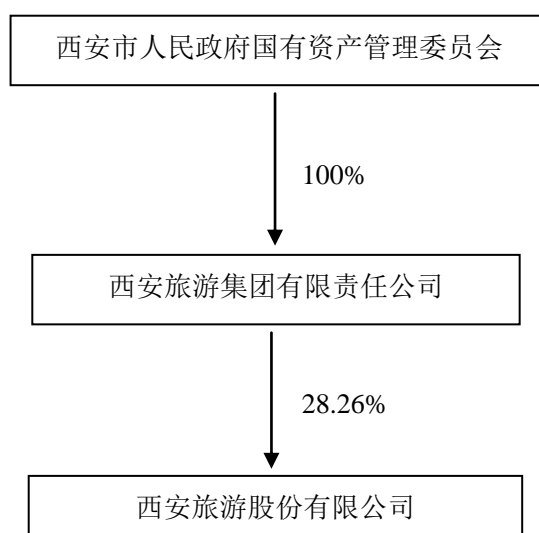 西安市人民政府国有资产管理委员会
100%
西安旅游集团有限责任公司
28.26%
西安旅游股份有限公司